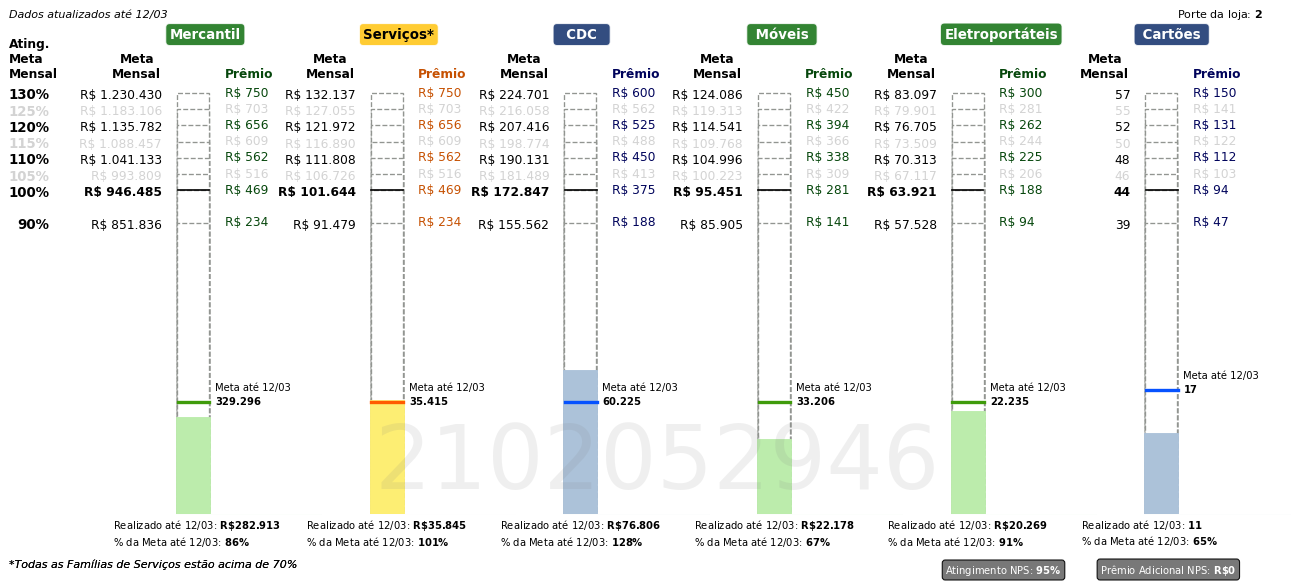 Dados atualizados até 12/03 Porte da loja: 2
Mercantil Serviços* CDC Móveis Eletroportáteis Cartões
Ating. Meta Mensal Meta Mensal Prêmio Meta Mensal Prêmio Meta Mensal Prêmio Meta Mensal Prêmio Meta Mensal Prêmio Meta Mensal Prêmio
130% R$ 1.230.430 R$ 750 R$ 132.137 R$ 750 R$ 224.701 R$ 600 R$ 124.086 R$ 450 R$ 83.097 R$ 300 57 R$ 150
125% R$ 1.183.106 R$ 703 R$ 127.055 R$ 703 R$ 216.058 R$ 562 R$ 119.313 R$ 422 R$ 79.901 R$ 281 55 R$ 141
120% R$ 1.135.782 R$ 656 R$ 121.972 R$ 656 R$ 207.416 R$ 525 R$ 114.541 R$ 394 R$ 76.705 R$ 262 52 R$ 131
115% R$ 1.088.457 R$ 609 R$ 116.890 R$ 609 R$ 198.774 R$ 488 R$ 109.768 R$ 366 R$ 73.509 R$ 244 50 R$ 122
110% R$ 1.041.133 R$ 562 R$ 111.808 R$ 562 R$ 190.131 R$ 450 R$ 104.996 R$ 338 R$ 70.313 R$ 225 48 R$ 112
105% R$ 993.809 R$ 516 R$ 106.726 R$ 516 R$ 181.489 R$ 413 R$ 100.223 R$ 309 R$ 67.117 R$ 206 46 R$ 103
100% R$ 946.485 R$ 469 R$ 101.644 R$ 469 R$ 172.847 R$ 375 R$ 95.451 R$ 281 R$ 63.921 R$ 188 44 R$ 94
90% R$ 851.836 R$ 234 R$ 91.479 R$ 234 R$ 155.562 R$ 188 R$ 85.905 R$ 141 R$ 57.528 R$ 94 39 R$ 47
Meta até 12/03 Meta até 12/03 Meta até 12/03 Meta até 12/03 Meta até 12/03 Meta até 12/03
329.296 35.415 60.225 33.206 22.235 17
2102052946
Realizado até 12/03: R$282.913 Realizado até 12/03: R$35.845 Realizado até 12/03: R$76.806 Realizado até 12/03: R$22.178 Realizado até 12/03: R$20.269 Realizado até 12/03: 11
% da Meta até 12/03: 86% % da Meta até 12/03: 101% % da Meta até 12/03: 128% % da Meta até 12/03: 67% % da Meta até 12/03: 91% % da Meta até 12/03: 65%
*Todas as Famílias de Serviços estão acima de 70% Atingimento NPS: 95% Prêmio Adicional NPS: R$0